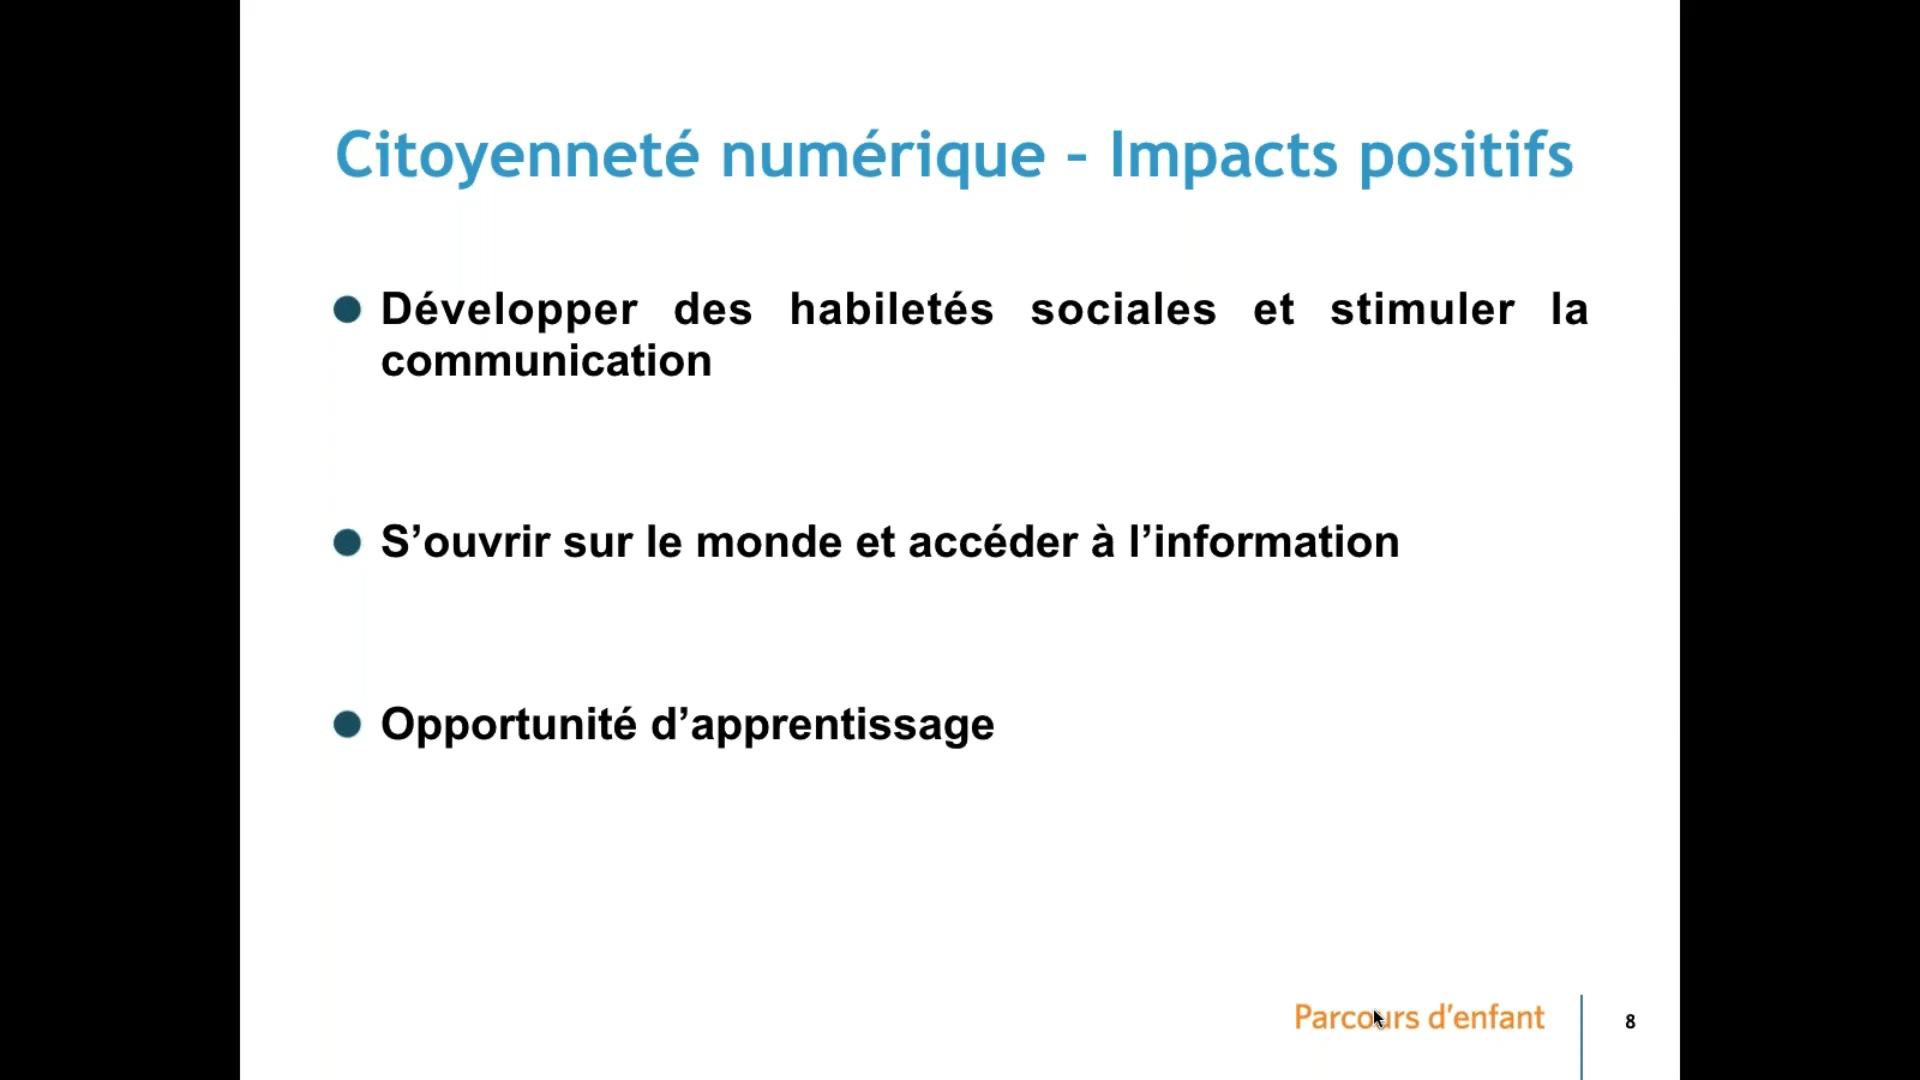 Citoyenneté numérique - Impacts positifs
Développer des habiletés sociales et stimuler la
communication
S’ouvrir sur le monde et accéder à l’information
Opportunité d’apprentissage
Parcours d’enfant
8